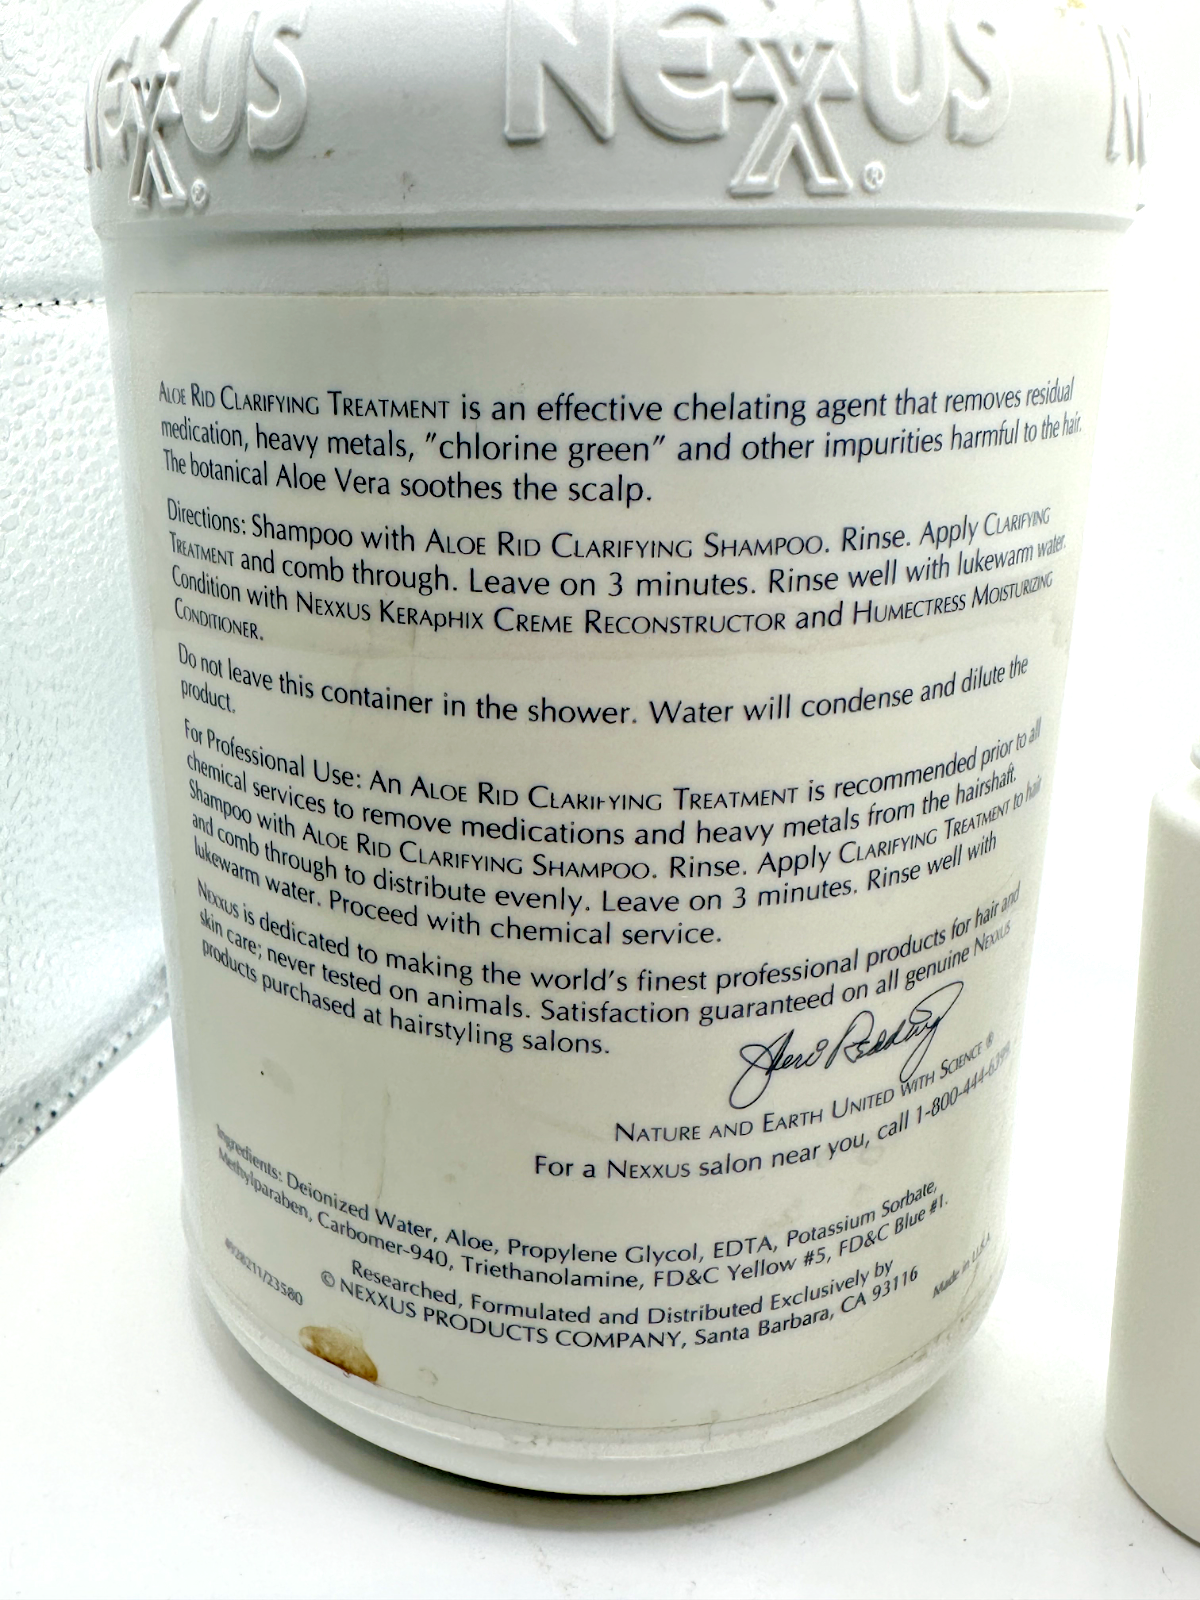 NEXXUS ® NEXXUS ® N
ALOE RID CLARIFYING TREATMENT is an effective chelating agent that removes residual
medication, heavy metals, "chlorine green" and other impurities harmful to the hair.
The botanical Aloe Vera soothes the scalp.
Directions: Shampoo with ALOE RID CLARIFYING SHAMPOO. Rinse. Apply CLARIFYING
TREATMENT and comb through. Leave on 3 minutes. Rinse well with lukewarm water.
Condition with NEXXUS KERAPHIX CREME RECONSTRUCTOR and HUMECTRESS MOISTURIZING
CONDITIONER.
Do not leave this container in the shower. Water will condense and dilute the
product.
For Professional Use: An ALOE RID CLARIFYING TREATMENT is recommended prior to all
chemical services to remove medications and heavy metals from the hairshaft.
Shampoo with ALOE RID CLARIFYING SHAMPOO. Rinse. Apply CLARIFYING TREATMENT to hair
and comb through to distribute evenly. Leave on 3 minutes. Rinse well with
lukewarm water. Proceed with chemical service.
NEXXUS is dedicated to making the world's finest professional products for hair and
skin care; never tested on animals. Satisfaction guaranteed on all genuine NEXXUS
products purchased at hairstyling salons.
Jheri Redding
NATURE AND EARTH UNITED WITH SCIENCE ®
For a NEXXUS salon near you, call 1-800-444-6399
Ingredients: Deionized Water, Aloe, Propylene Glycol, EDTA, Potassium Sorbate,
Methylparaben, Carbomer-940, Triethanolamine, FD&C Yellow #5, FD&C Blue #1.
Researched, Formulated and Distributed Exclusively by
© NEXXUS PRODUCTS COMPANY, Santa Barbara, CA 93116
Made in U.S.A.